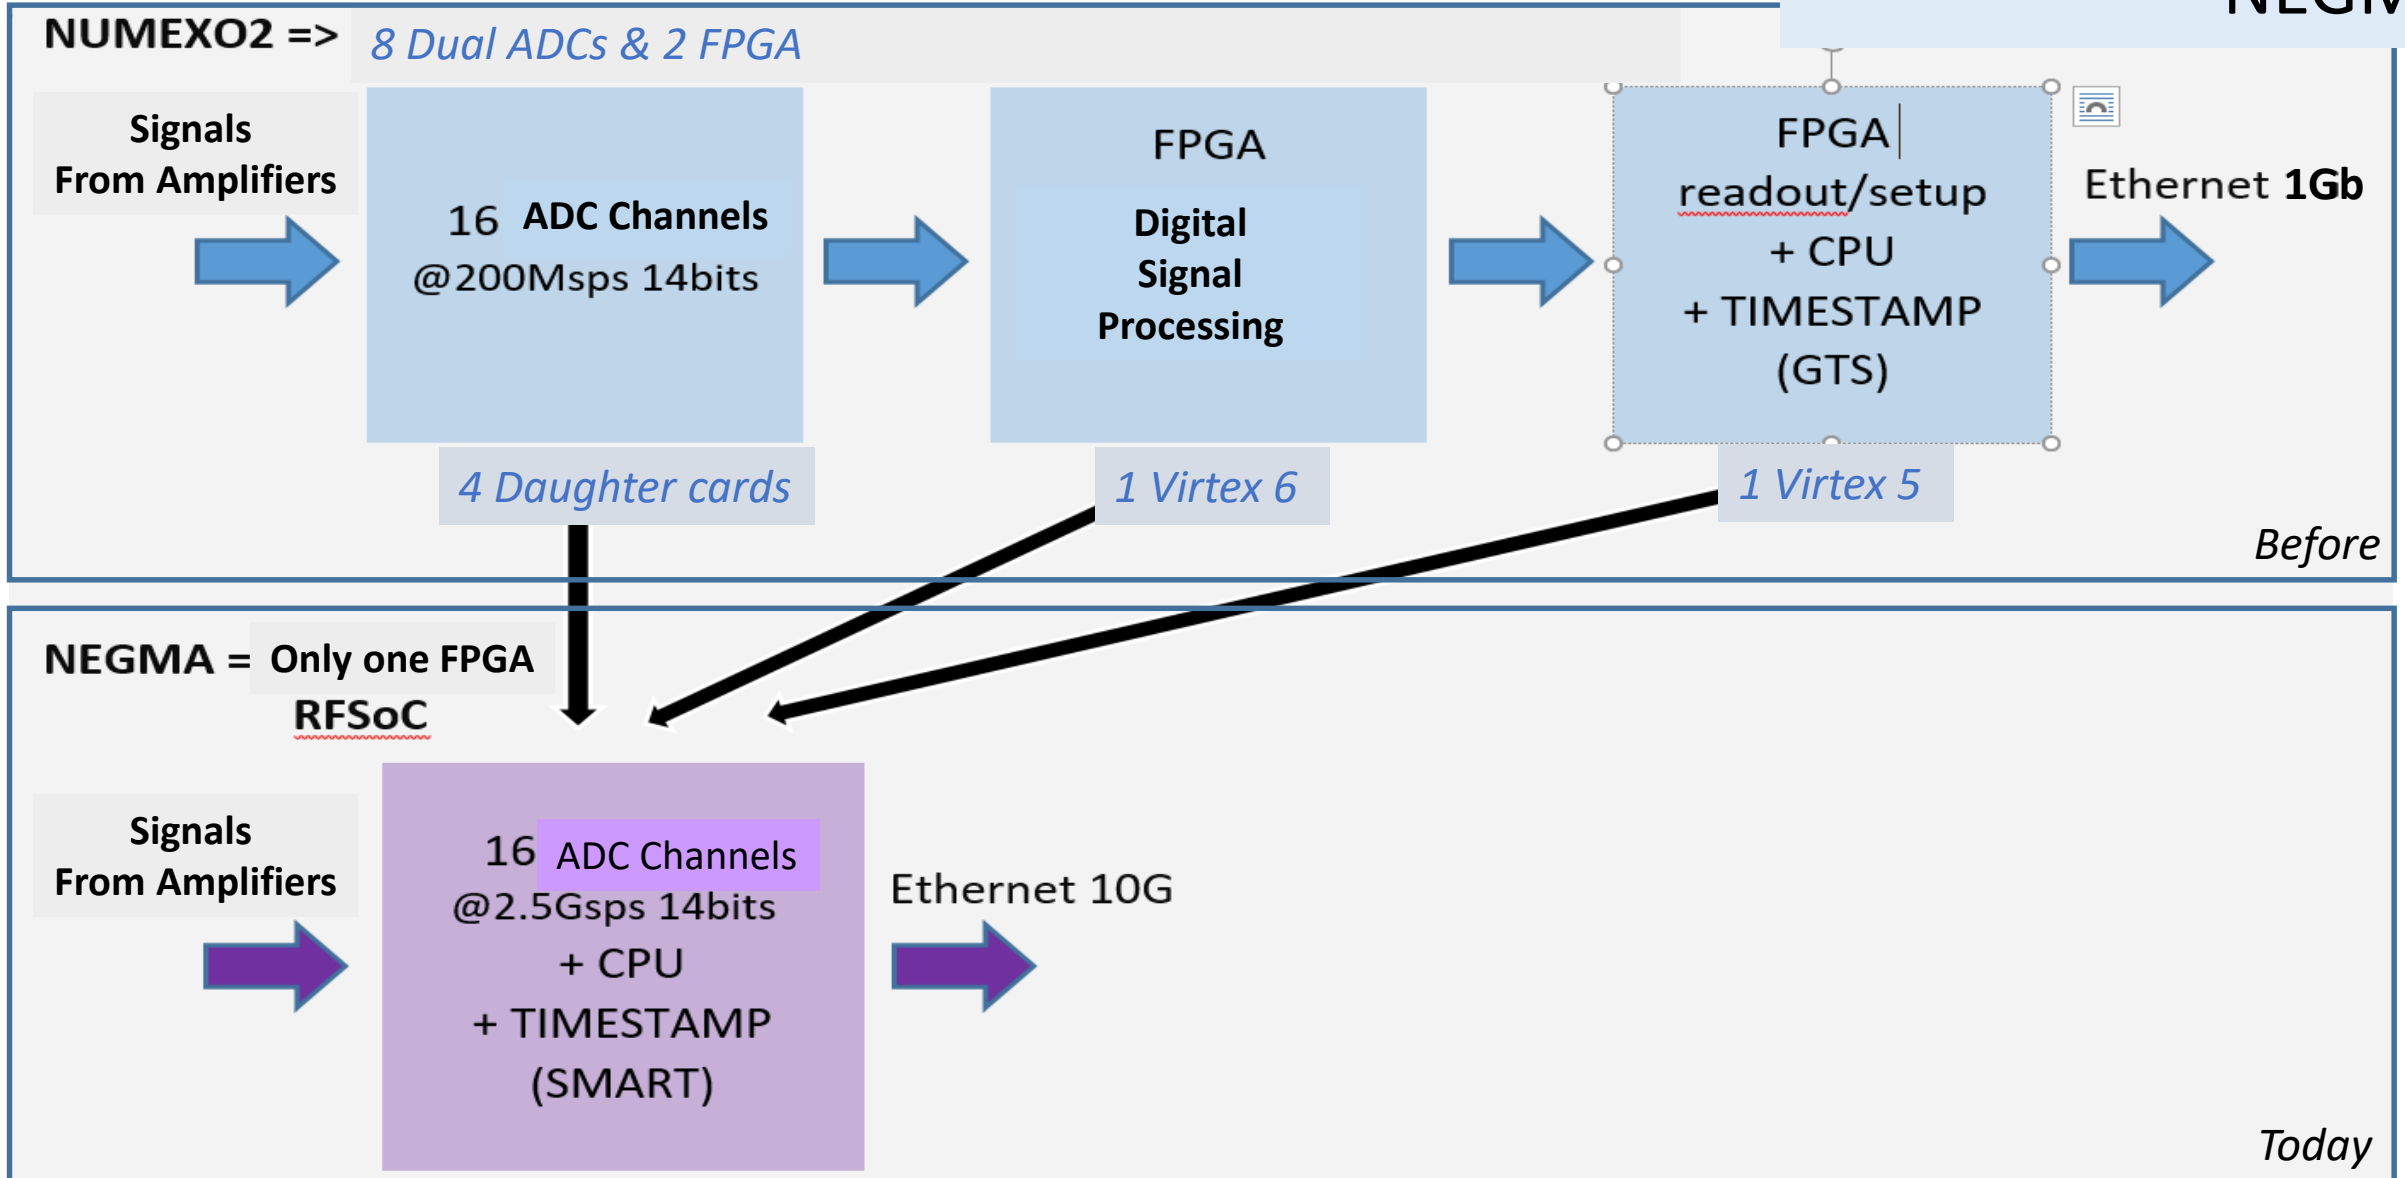 NEGM
NUMEXO2 =>
8 Dual ADCs & 2 FPGA
Signals
From Amplifiers
16 ADC Channels
@200Msps 14bits
FPGA
Digital
Signal
Processing
FPGA
readout/setup
+ CPU
+ TIMESTAMP
(GTS)
Ethernet 1Gb
4 Daughter cards
1 Virtex 6
1 Virtex 5
Before
NEGMA = Only one FPGA
RFSoC
Signals
From Amplifiers
16 ADC Channels
@2.5Gsps 14bits
+ CPU
+ TIMESTAMP
(SMART)
Ethernet 10G
Today